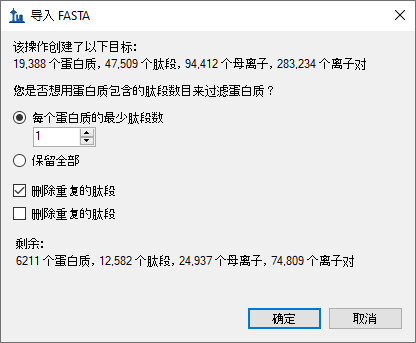 导入 FASTA
该操作创建了以下目标:
19,388 个蛋白质, 47,509 个肽段, 94,412 个母离子, 283,234 个离子对
您是否想用蛋白质包含的肽段数目来过滤蛋白质？
每个蛋白质的最少肽段数
1
保留全部
删除重复的肽段
删除重复的肽段
剩余:
6211 个蛋白质, 12,582 个肽段, 24,937 个母离子, 74,809 个离子对
确定
取消